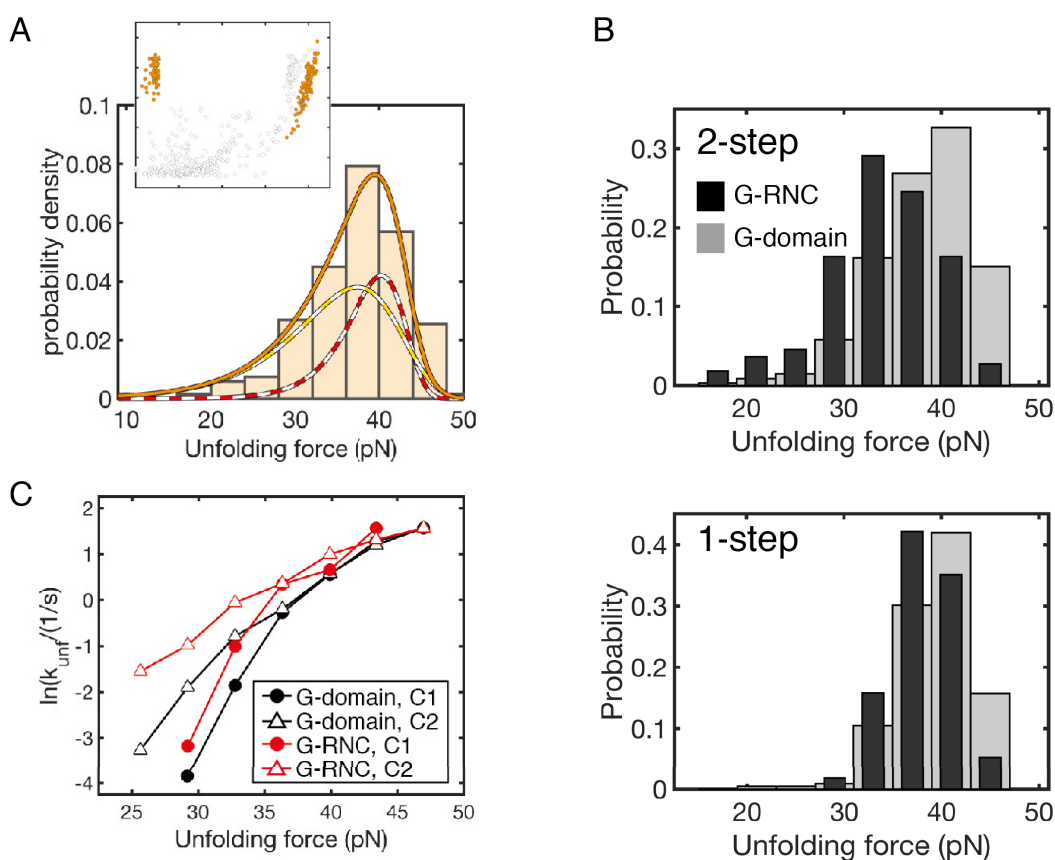 A
0.1
0.08
0.06
0.04
0.02
0
probability density
10
20
30
40
50
Unfolding force (pN)
B
2-step
G-RNC
G-domain
0.3
0.2
0.1
0
Probability
20
30
40
50
Unfolding force (pN)
C
2
1
0
-1
-2
-3
-4
ln(kunf/(1/s)
G-domain, C1
G-domain, C2
G-RNC, C1
G-RNC, C2
25
30
35
40
45
50
Unfolding force (pN)
1-step
0.4
0.3
0.2
0.1
0
Probability
20
30
40
50
Unfolding force (pN)